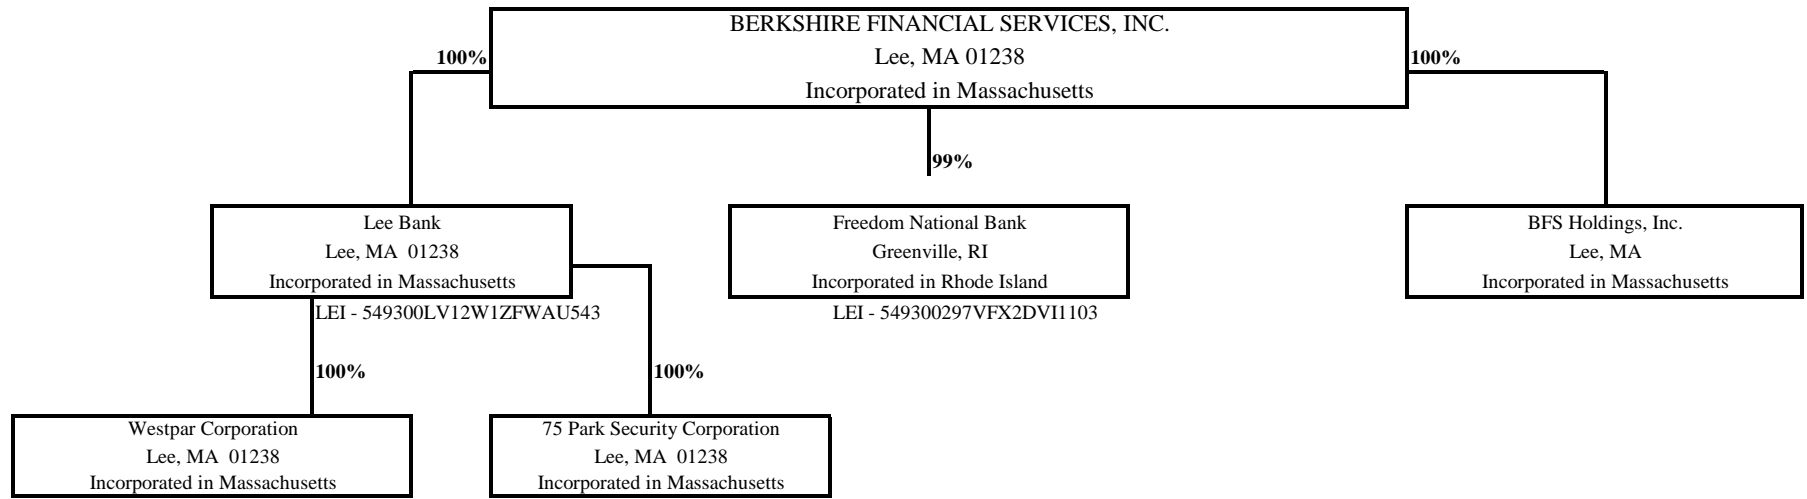 BERKSHIRE FINANCIAL SERVICES, INC.
Lee, MA 01238
Incorporated in Massachusetts
100%
100%
99%
Lee Bank
Lee, MA 01238
Incorporated in Massachusetts
LEI - 549300LV12W1ZFWAU543
Freedom National Bank
Greenville, RI
Incorporated in Rhode Island
LEI - 549300297VFX2DVI1103
BFS Holdings, Inc.
Lee, MA
Incorporated in Massachusetts
100%
100%
Westpar Corporation
Lee, MA 01238
Incorporated in Massachusetts
75 Park Security Corporation
Lee, MA 01238
Incorporated in Massachusetts